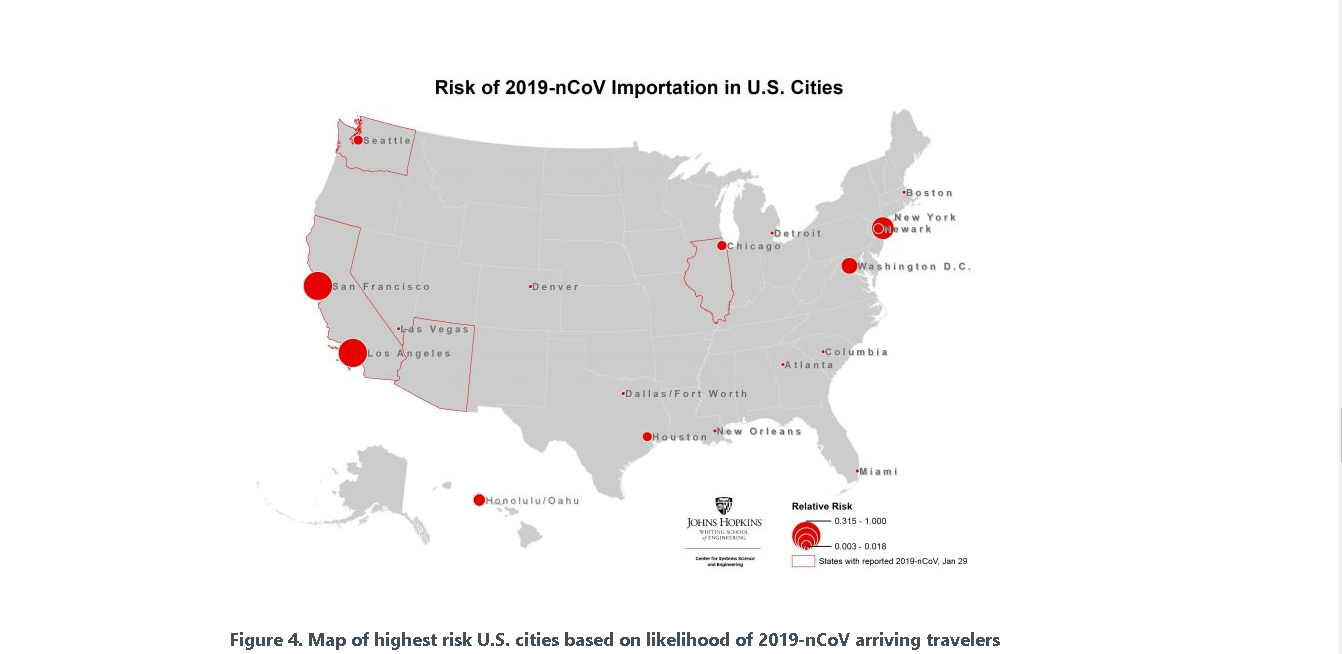 Risk of 2019-nCoV Importation in U.S. Cities
Seattle
Boston
New York
Newark
Detroit
Chicago
Washington D.C.
San Francisco
Denver
Las Vegas
Los Angeles
Columbia
Atlanta
Dallas/Fort Worth
Houston
New Orleans
Miami
Honolulu/Oahu
JOHNS HOPKINS
WHITING SCHOOL
of ENGINEERING
Center for Systems Science
and Engineering
Relative Risk
0.315 - 1.000
0.003 - 0.018
States with reported 2019-nCoV, Jan 29
Figure 4. Map of highest risk U.S. cities based on likelihood of 2019-nCoV arriving travelers